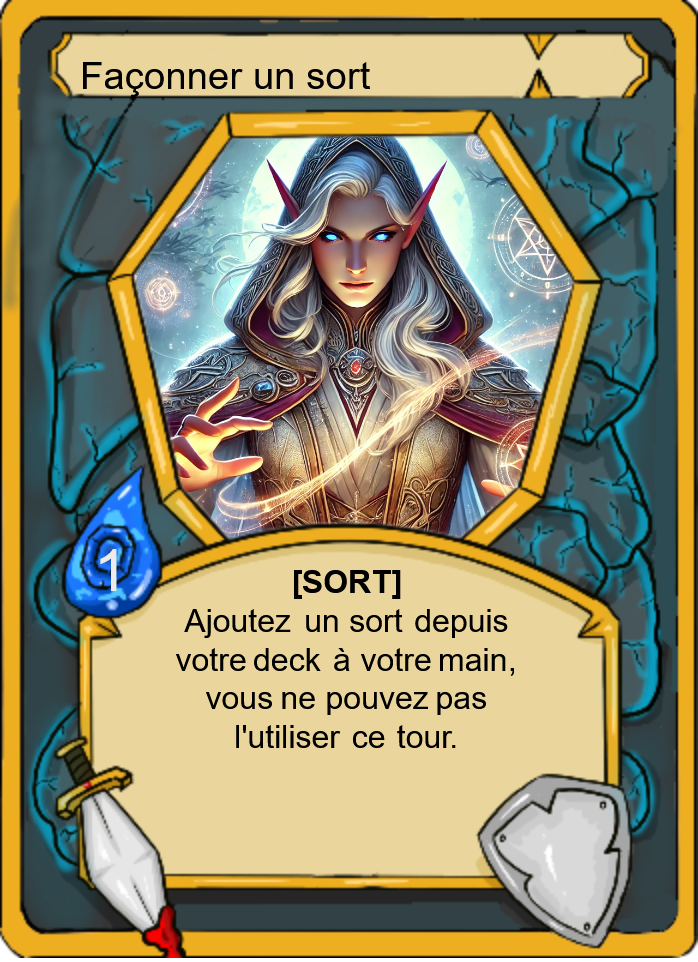 Façonner un sort
1
[SORT]
Ajoutez un sort depuis
votre deck à votre main,
vous ne pouvez pas
l'utiliser ce tour.